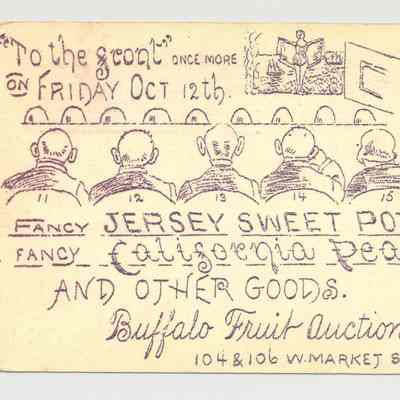 "To the front" ONCE MORE
ON FRIDAY OCT 12th.
11 12 13 14 15
FANCY JERSEY SWEET POT
FANCY California Pea
AND OTHER GOODS.
Buffalo Fruit Auction
104 & 106 W. MARKET S